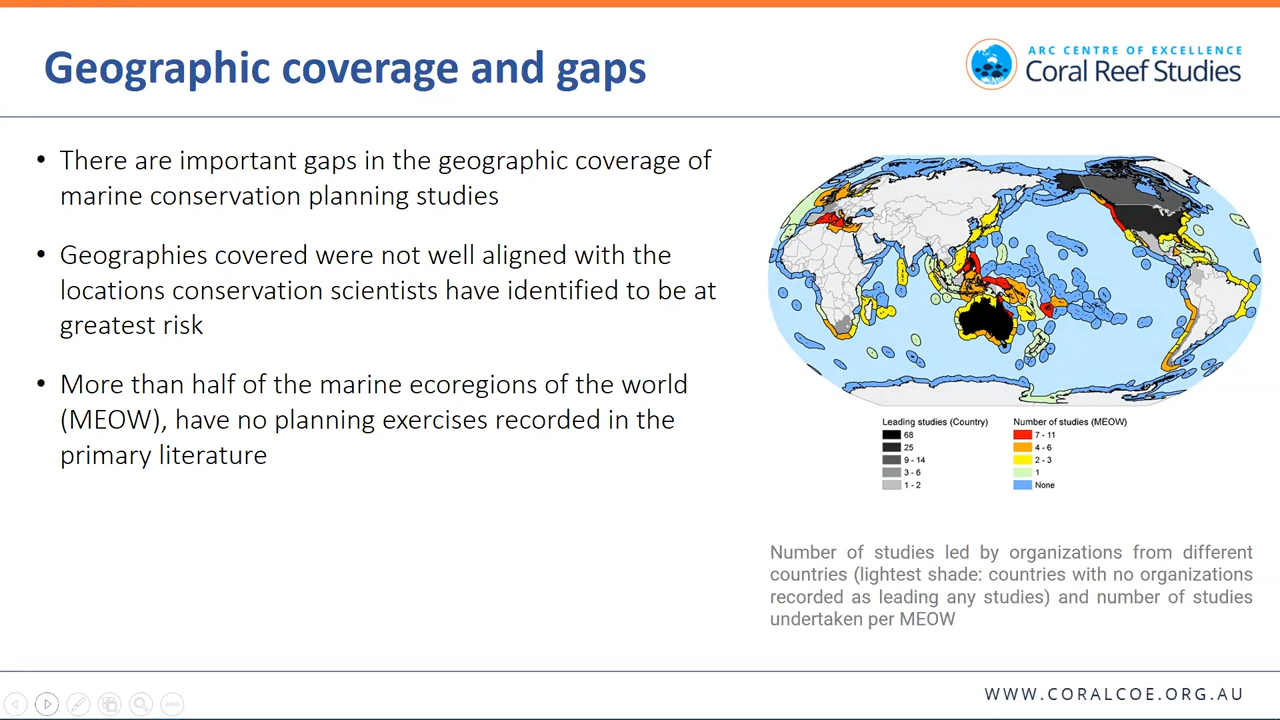 Geographic coverage and gaps
ARC CENTRE OF EXCELLENCE
Coral Reef Studies
• There are important gaps in the geographic coverage of
marine conservation planning studies
• Geographies covered were not well aligned with the
locations conservation scientists have identified to be at
greatest risk
• More than half of the marine ecoregions of the world
(MEOW), have no planning exercises recorded in the
primary literature
Leading studies (Country)
68
25
9 - 14
3 - 6
1 - 2
Number of studies (MEOW)
7 - 11
4 - 6
2 - 3
1
None
Number of studies led by organizations from different
countries (lightest shade: countries with no organizations
recorded as leading any studies) and number of studies
undertaken per MEOW
WWW.CORALCOE.ORG.AU